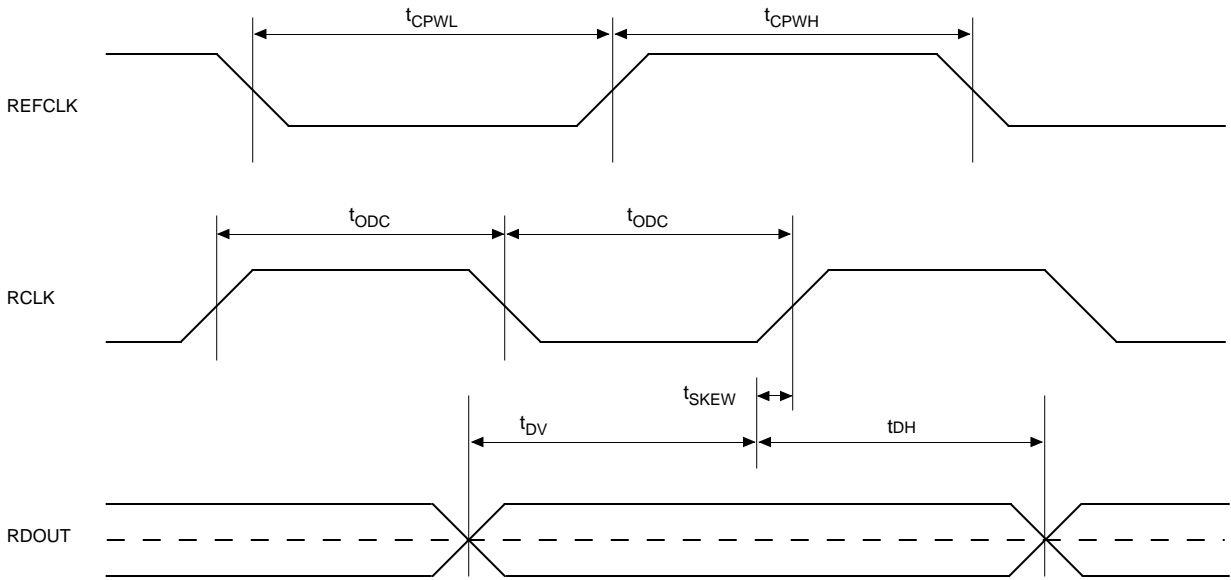 tCPWL
tCPWH
REFCLK
tODC
tODC
RCLK
tSKEW
tDV
tDH
RDOUT